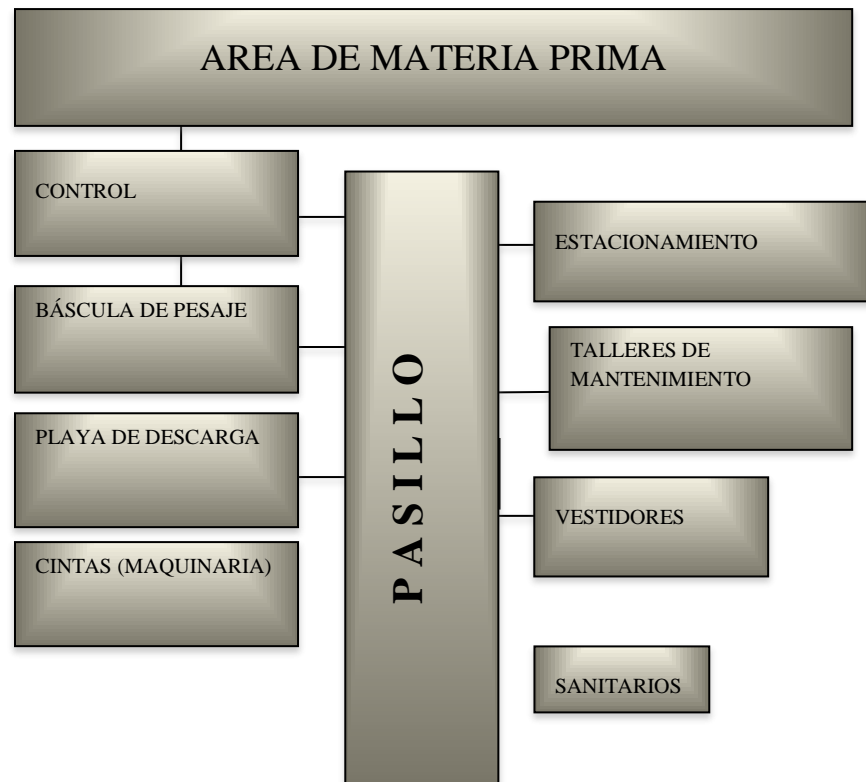 AREA DE MATERIA PRIMA
CONTROL
BÁSCULA DE PESAJE
PLAYA DE DESCARGA
CINTAS (MAQUINARIA)
P A S I L L O
ESTACIONAMIENTO
TALLERES DE
MANTENIMIENTO
VESTIDORES
SANITARIOS